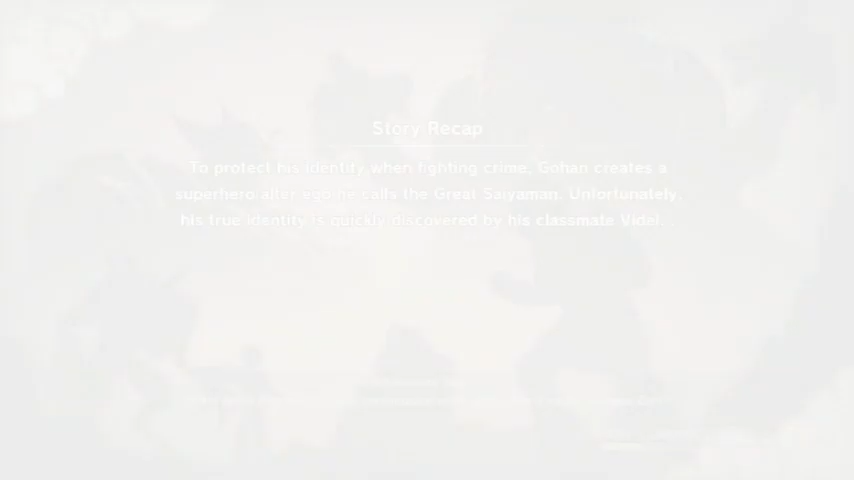 Story Recap
To protect his identity when fighting crime, Gohan creates a
superhero alter ego he calls the Great Saiyaman. Unfortunately,
his true identity is quickly discovered by his classmate Videl...